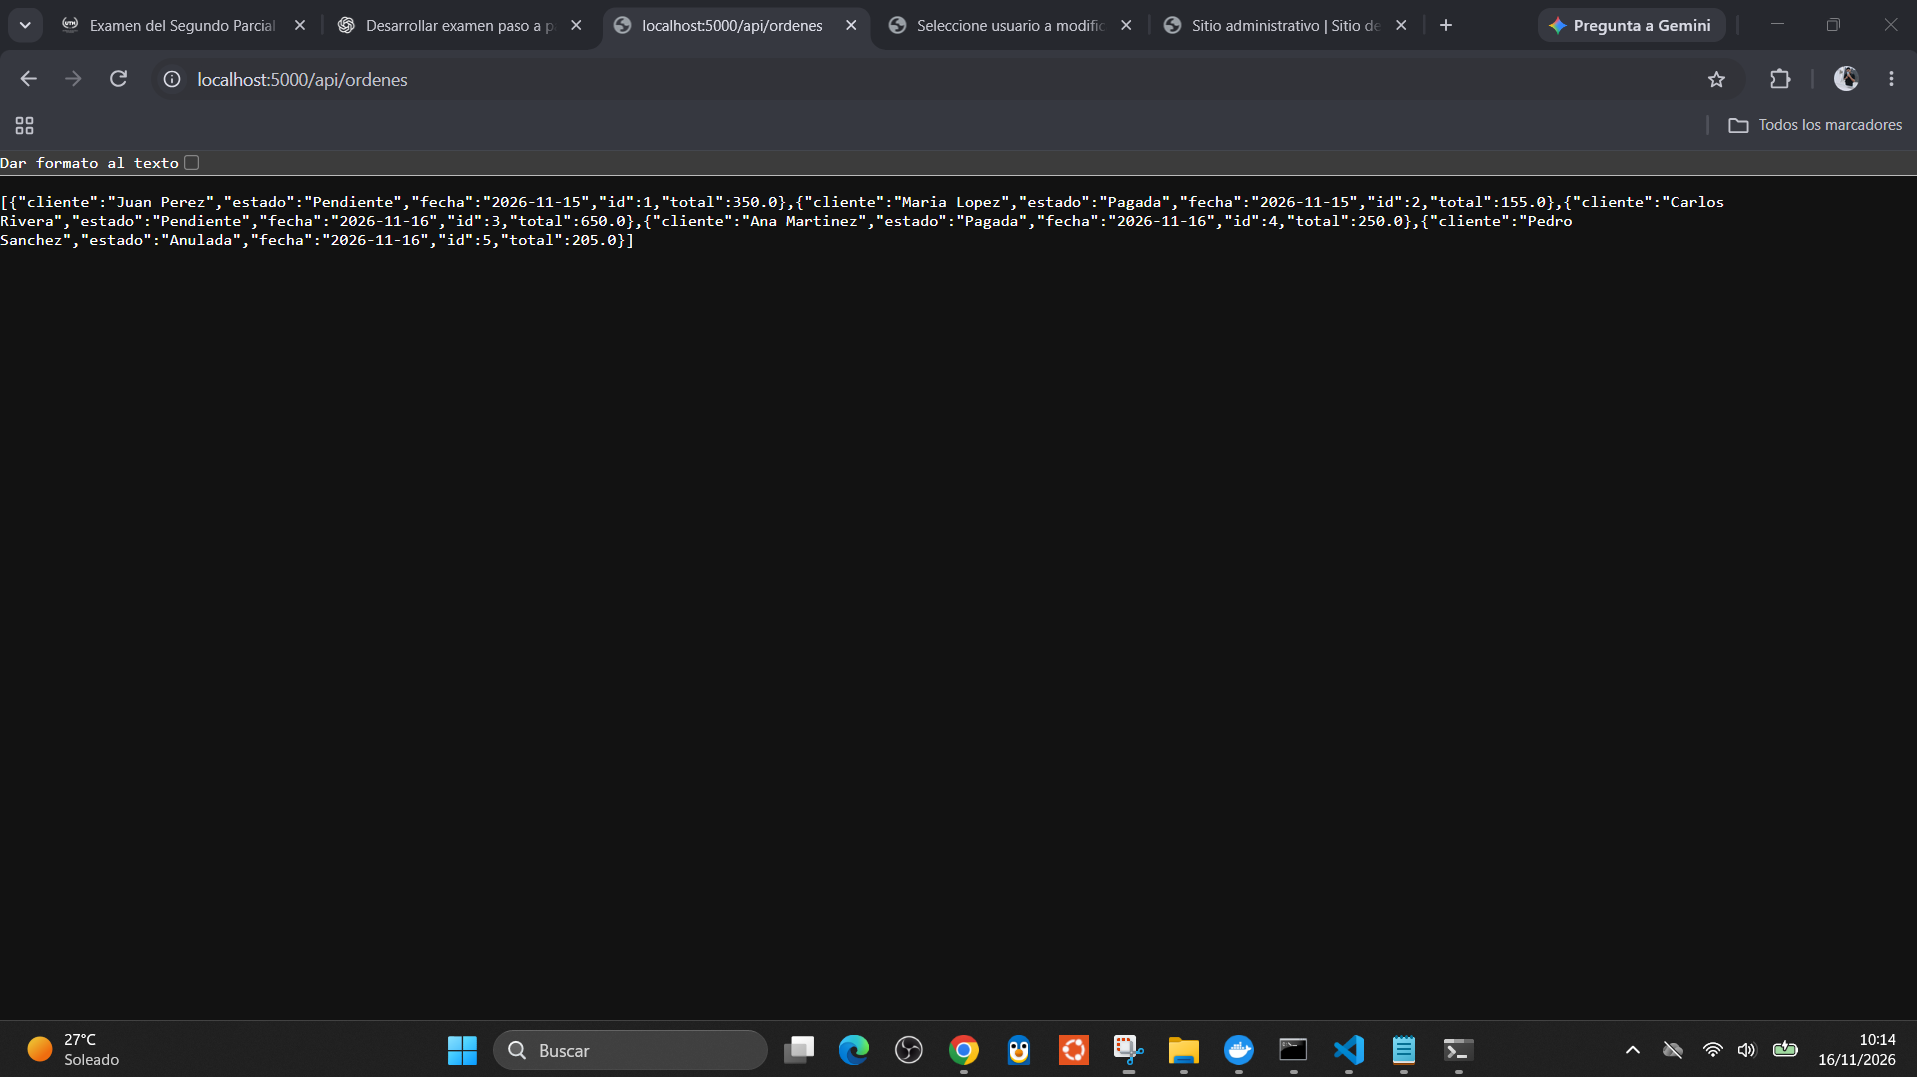 Examen del Segundo Parcial
Desarrollar examen paso a p
localhost:5000/api/ordenes
Seleccione usuario a modific
Sitio administrativo | Sitio de
Pregunta a Gemini
localhost:5000/api/ordenes
Todos los marcadores
Dar formato al texto
[{"cliente":"Juan Perez","estado":"Pendiente","fecha":"2026-11-15","id":1,"total":350.0},{"cliente":"Maria Lopez","estado":"Pagada","fecha":"2026-11-15","id":2,"total":155.0},{"cliente":"Carlos
Rivera","estado":"Pendiente","fecha":"2026-11-16","id":3,"total":650.0},{"cliente":"Ana Martinez","estado":"Pagada","fecha":"2026-11-16","id":4,"total":250.0},{"cliente":"Pedro
Sanchez","estado":"Anulada","fecha":"2026-11-16","id":5,"total":205.0}]
27°C
Soleado
Buscar
10:14
16/11/2026